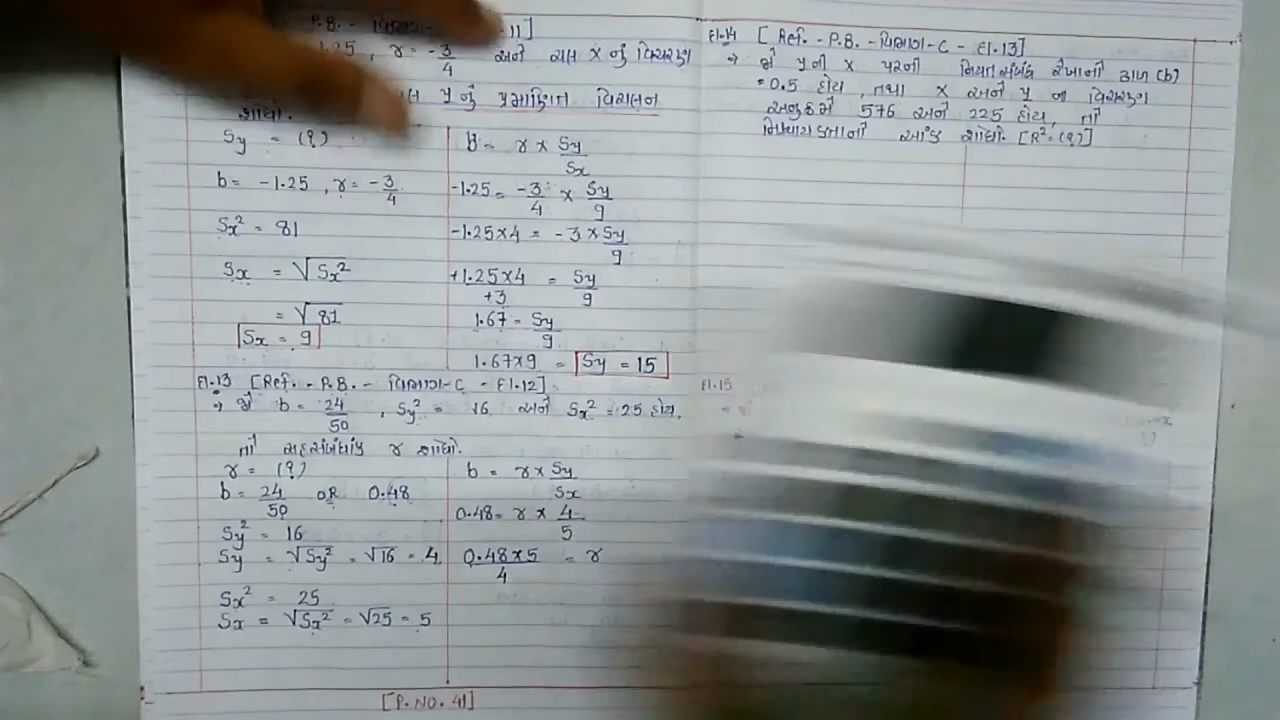 P.B. - વિભાગ - 11]
1.25 , r = -3/4 અને ચલ x નું વિચરણ
y નું પ્રમાણિત વિચલન
શોધો.
Sy = (?)
b = -1.25 , r = -3/4
Sx² = 81
Sx = √Sx²
= √81
Sx = 9
b = r × Sy/Sx
-1.25 = -3/4 × Sy/9
-1.25×4 = -3 × Sy/9
+1.25×4/+3 = Sy/9
1.67 = Sy/9
1.67×9 = Sy = 15
દા.13 [Ref. - P.B. - વિભાગ-C - દા.12]
⇒ જો b = 24/50 , Sy² = 16 અને Sx² = 25 હોય,
તો સહસંબંધાંક r શોધો.
r = (?)
b = 24/50 OR 0.48
Sy² = 16
Sy = √Sy² = √16 = 4
Sx² = 25
Sx = √Sx² = √25 = 5
b = r × Sy/Sx
0.48 = r × 4/5
0.48×5/4 = r
[P. NO. 41]
દા.14 [Ref. - P.B. - વિભાગ-C - દા.13]
⇒ જો y ની x પરની નિયતસંબંધ રેખાનો ઢાળ (b)
= 0.5 હોય, તથા x અને y ના વિચરણ
અનુક્રમે 576 અને 225 હોય, તો
નિશ્ચાયકતાનો આંક શોધો. [R² = (?)]
દા.15